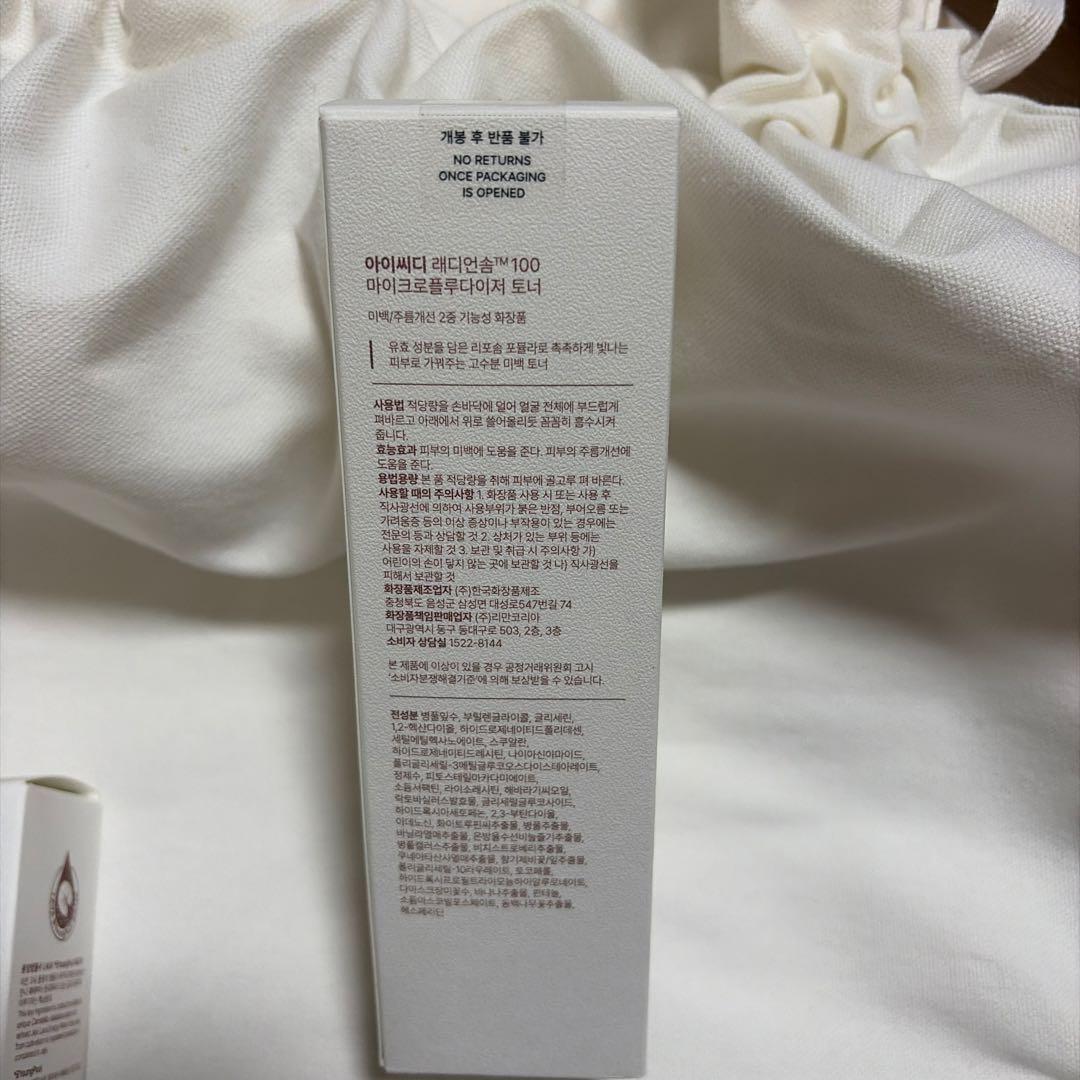 개봉 후 반품 불가
NO RETURNS
ONCE PACKAGING
IS OPENED
아이씨디 래디언솜™100
마이크로플루다이저 토너
미백/주름개선 2중 기능성 화장품
유효 성분을 담은 리포솜 포뮬라로 촉촉하게 빛나는
피부로 가꿔주는 고수분 미백 토너
사용법 적당량을 손바닥에 덜어 얼굴 전체에 부드럽게
펴바르고 아래에서 위로 쓸어올리듯 꼼꼼히 흡수시켜
줍니다.
효능효과 피부의 미백에 도움을 준다. 피부의 주름개선에
도움을 준다.
용법용량 본 품 적당량을 취해 피부에 골고루 펴 바른다.
사용할 때의 주의사항 1. 화장품 사용 시 또는 사용 후
직사광선에 의하여 사용부위가 붉은 반점, 부어오름 또는
가려움증 등의 이상 증상이나 부작용이 있는 경우에는
전문의 등과 상담할 것 2. 상처가 있는 부위 등에는
사용을 자제할 것 3. 보관 및 취급 시 주의사항 가)
어린이의 손이 닿지 않는 곳에 보관할 것 나) 직사광선을
피해서 보관할 것
화장품제조업자 (주)한국화장품제조
충청북도 음성군 삼성면 대성로547번길 74
화장품책임판매업자 (주)리만코리아
대구광역시 동구 동대구로 503, 2층, 3층
소비자 상담실 1522-8144
본 제품에 이상이 있을 경우 공정거래위원회 고시
'소비자분쟁해결기준'에 의해 보상받을 수 있습니다.
전성분 병풀잎수, 부틸렌글라이콜, 글리세린,
1,2-헥산다이올, 하이드로제네이티드폴리데센,
세틸에틸헥사노에이트, 스쿠알란,
하이드로제네이티드레시틴, 나이아신아마이드,
폴리글리세릴-3메틸글루코오스다이스테아레이트,
정제수, 피토스테릴마카다미에이트,
소듐서팩틴, 라이소레시틴, 해바라기씨오일,
락토바실러스발효물, 글리세릴글루코사이드,
하이드록시아세토페논, 2,3-부탄다이올,
아데노신, 화이트루핀씨추출물, 병풀추출물,
바닐라열매추출물, 은방울수선비늘줄기추출물,
병풀캘러스추출물, 비치스트로베리추출물,
쿠네아타산사열매추출물, 향기제비꽃/잎추출물,
폴리글리세릴-10라우레이트, 토코페롤,
하이드록시프로필트라이모늄하이알루로네이트,
다마스크장미꽃수, 바나나추출물, 판테놀,
소듐아스코빌포스페이트, 동백나무꽃추출물,
헤스페리딘